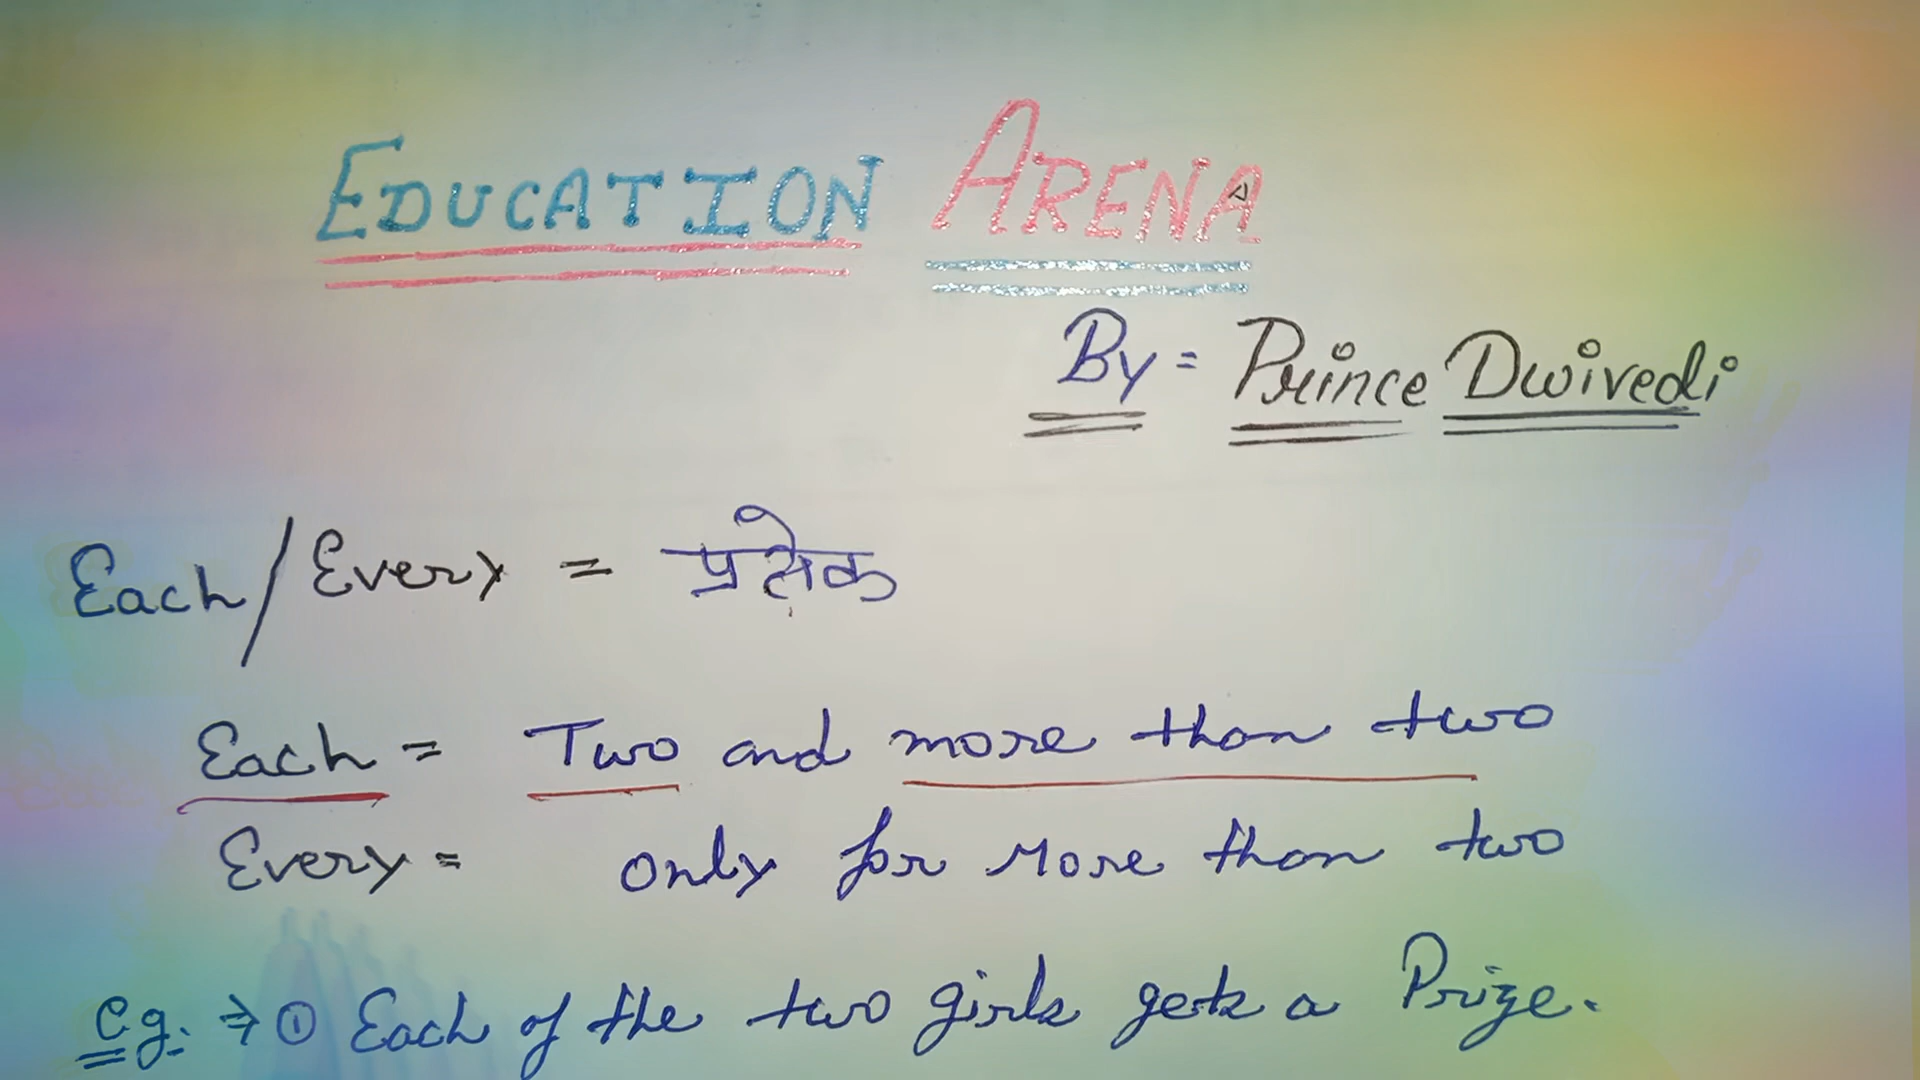 EDUCATION ARENA
By = Prince Dwivedi
Each/Every = प्रत्येक
Each = Two and more than two
Every = only for More than two
e.g. ⇒ ① Each of the two girls gets a Prize.